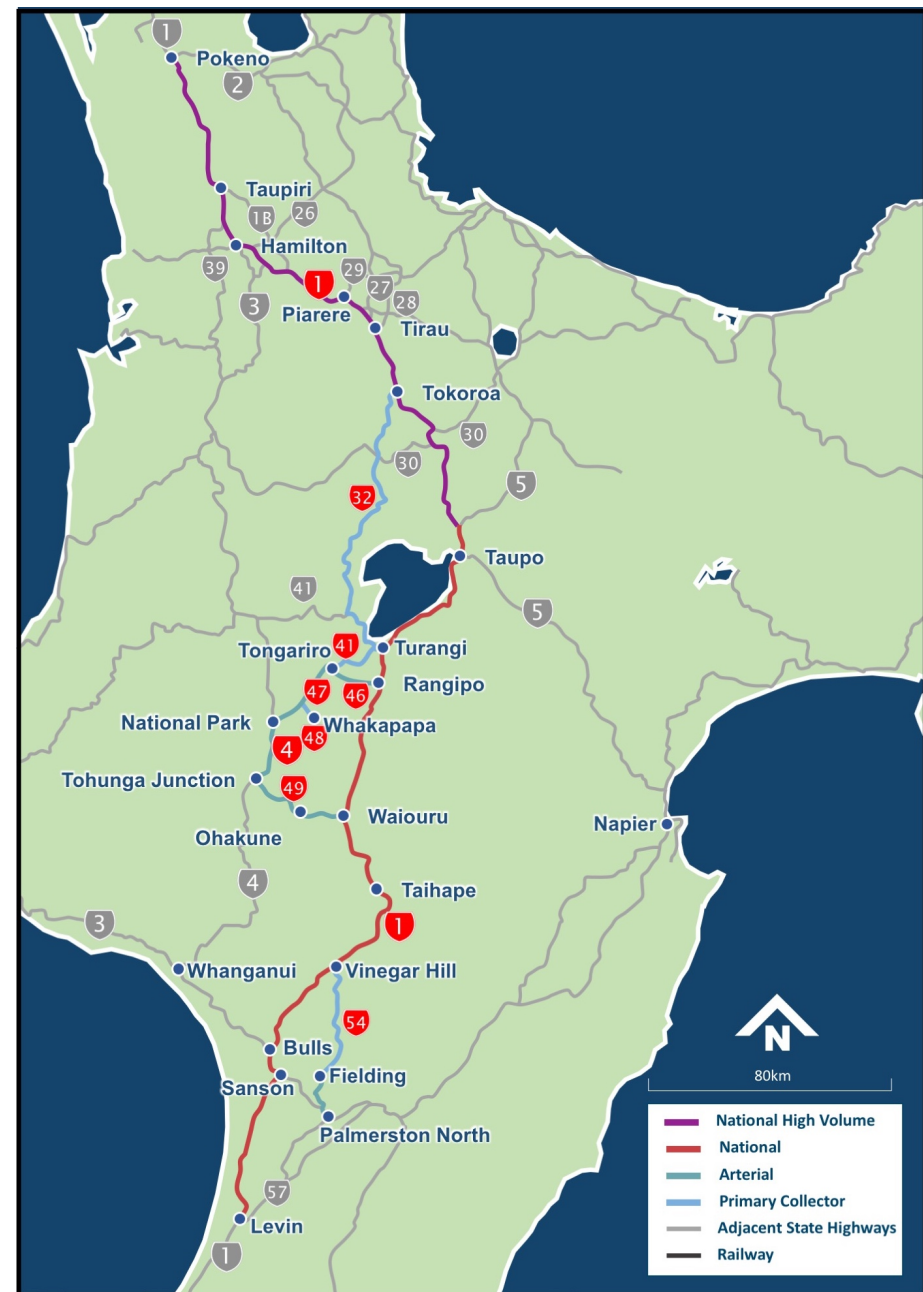 1
Pokeno
2
Taupiri
1B
26
Hamilton
39
29
1
27
3
28
Piarere
Tirau
Tokoroa
30
30
5
32
Taupo
41
5
41
Turangi
Tongariro
47
46
Rangipo
National Park
Whakapapa
48
4
Tohunga Junction
49
Ohakune
Waiouru
Napier
4
Taihape
3
1
Whanganui
Vinegar Hill
54
Bulls
N
Sanson
Fielding
80km
Palmerston North
National High Volume
National
Arterial
57
Primary Collector
Levin
Adjacent State Highways
1
Railway